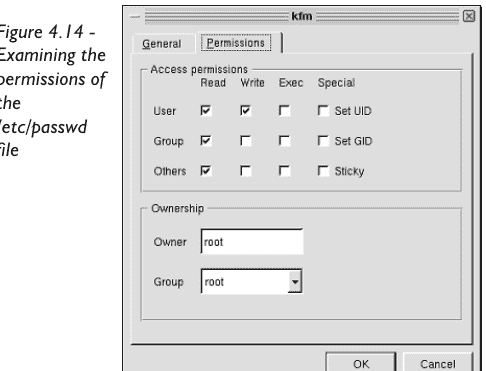 Figure 4.14 -
Examining the
permissions of
the
/etc/passwd
file
kfm
General
Permissions
Access permissions
Read Write Exec Special
User Set UID
Group Set GID
Others Sticky
Ownership
Owner root
Group root
OK Cancel